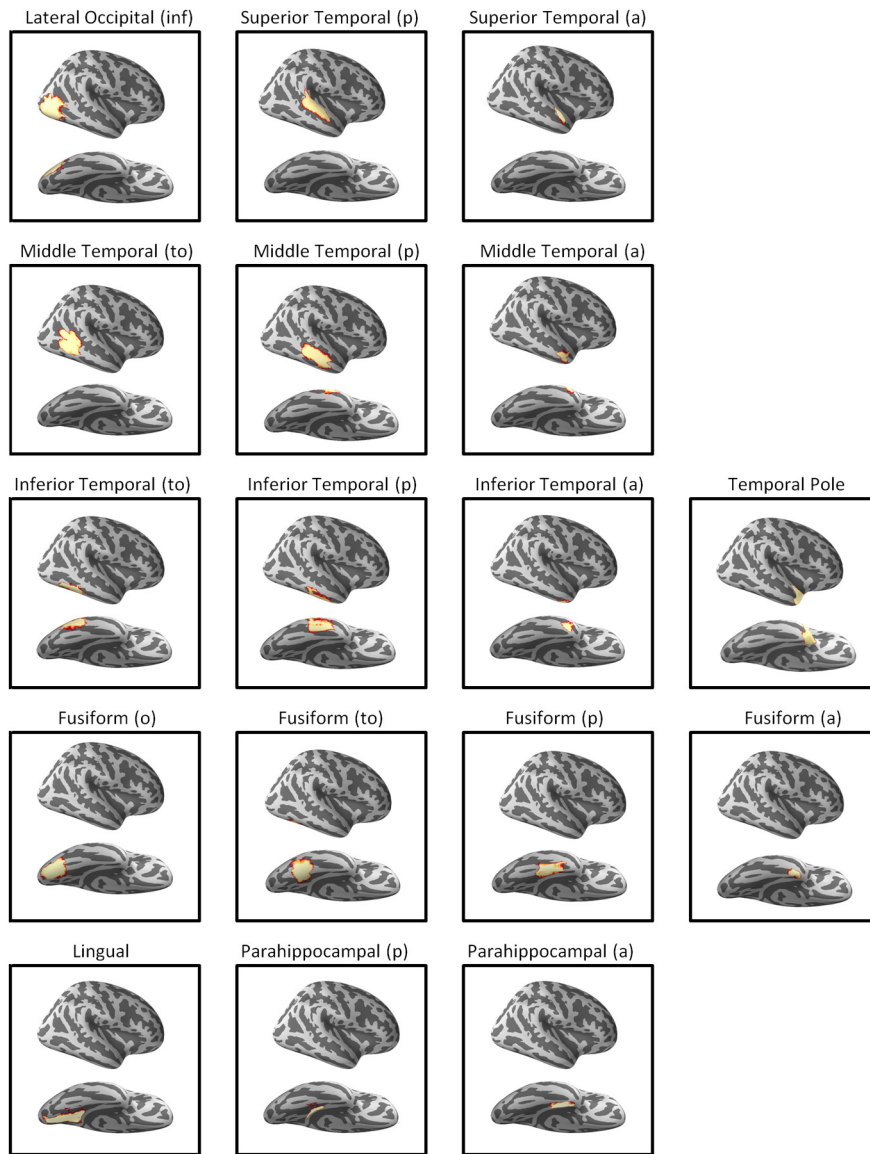 Lateral Occipital (inf)
Superior Temporal (p)
Superior Temporal (a)
Middle Temporal (to)
Middle Temporal (p)
Middle Temporal (a)
Inferior Temporal (to)
Inferior Temporal (p)
Inferior Temporal (a)
Temporal Pole
Fusiform (o)
Fusiform (to)
Fusiform (p)
Fusiform (a)
Lingual
Parahippocampal (p)
Parahippocampal (a)